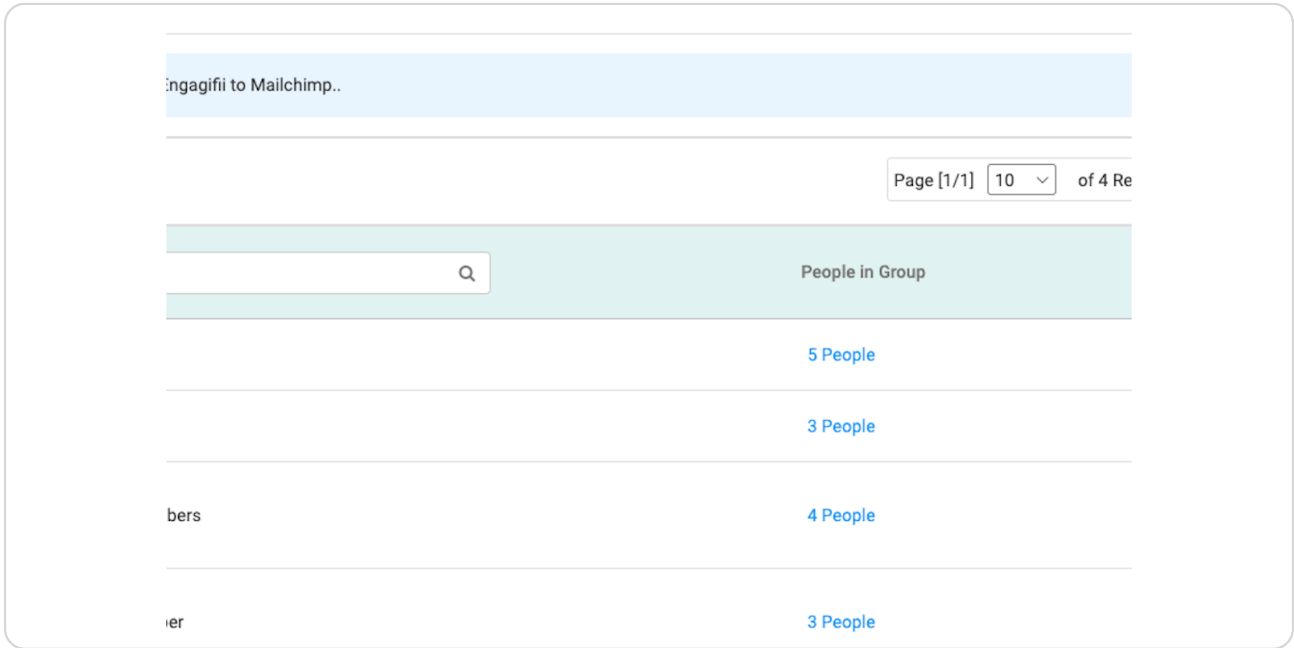 Engagifii to Mailchimp..
Page [1/1] 10 of 4 Re
People in Group
5 People
3 People
bers 4 People
er 3 People